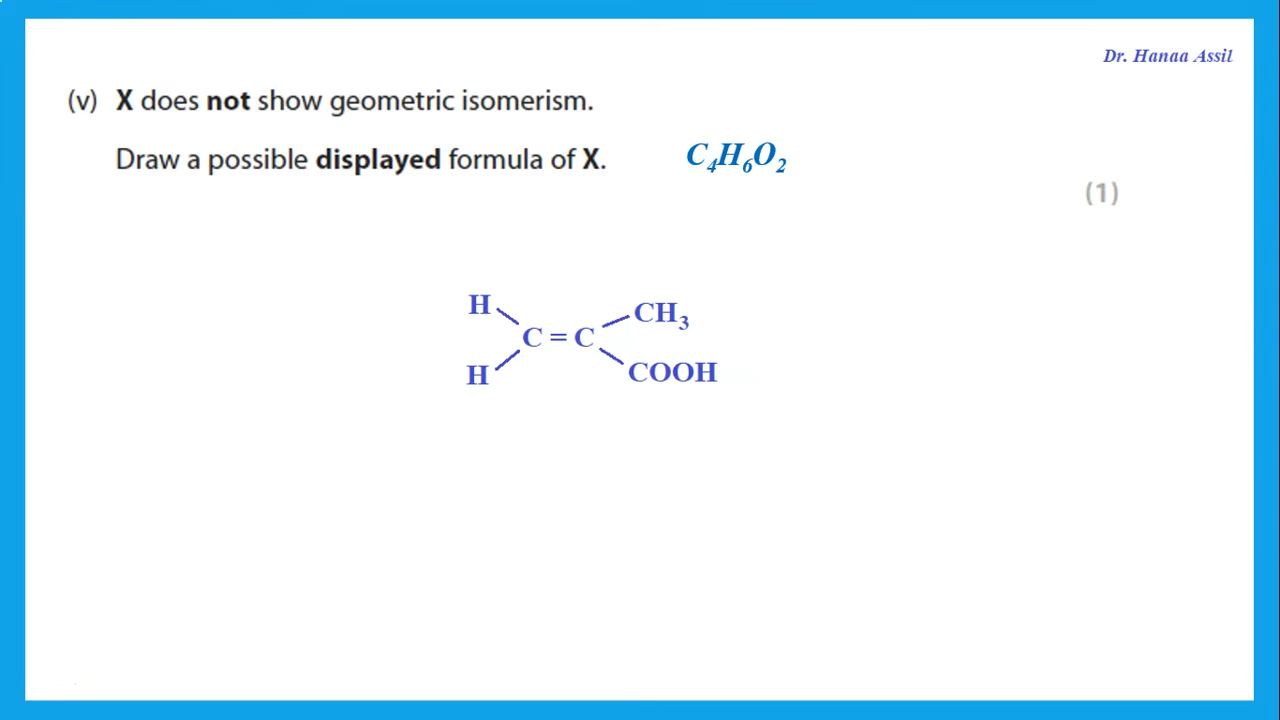 Dr. Hanaa Assil
(v) X does not show geometric isomerism.
Draw a possible displayed formula of X. C₄H₆O₂
(1)
H CH₃
C = C
H COOH